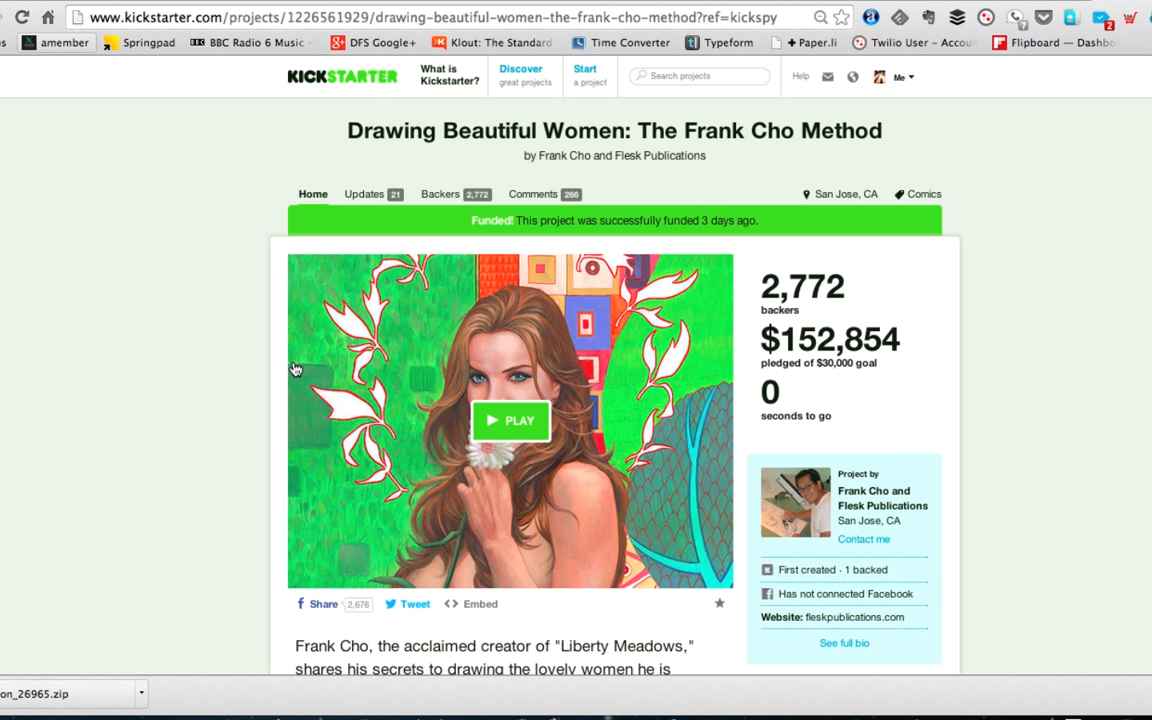 www.kickstarter.com/projects/1226561929/drawing-beautiful-women-the-frank-cho-method?ref=kickspy
amember
Springpad
BBC Radio 6 Music -
DFS Google+
Klout: The Standard
Time Converter
Typeform
+ Paper.li
Twilio User - Accou
Flipboard — Dashbo
KICKSTARTER
What is
Kickstarter?
Discover
great projects
Start
a project
Search projects
Help
Me
Drawing Beautiful Women: The Frank Cho Method
by Frank Cho and Flesk Publications
Home
Updates 21
Backers 2,772
Comments 266
San Jose, CA
Comics
Funded! This project was successfully funded 3 days ago.
PLAY
2,772
backers
$152,854
pledged of $30,000 goal
0
seconds to go
Project by
Frank Cho and
Flesk Publications
San Jose, CA
Contact me
First created · 1 backed
Has not connected Facebook
Website: fleskpublications.com
See full bio
Share 2,676
Tweet
Embed
Frank Cho, the acclaimed creator of "Liberty Meadows,"
shares his secrets to drawing the lovely women he is
on_26965.zip